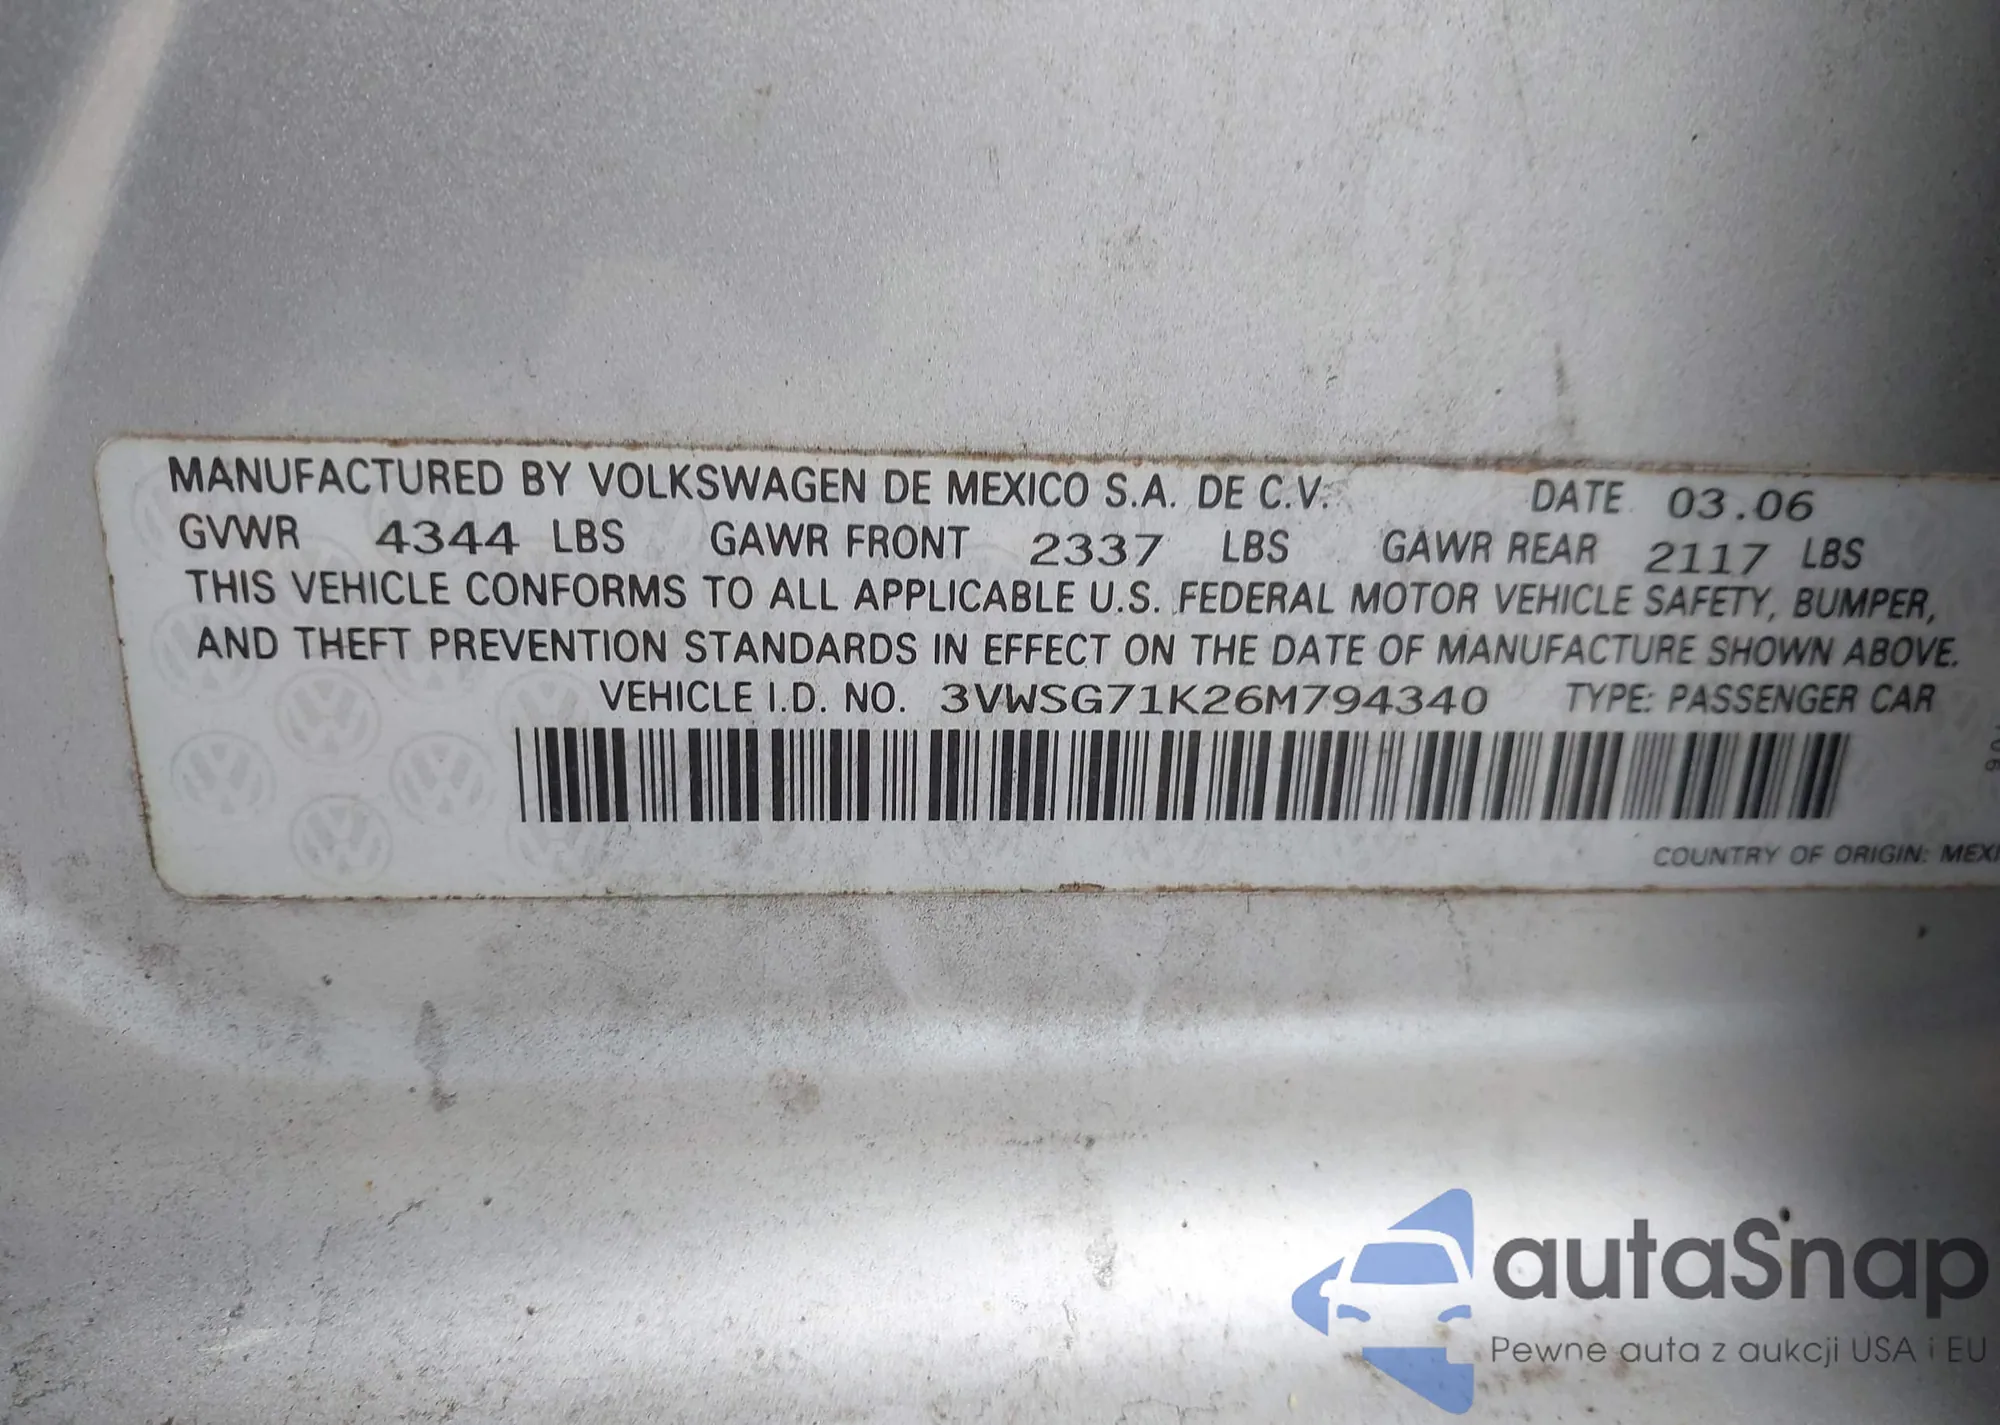 MANUFACTURED BY VOLKSWAGEN DE MEXICO S.A. DE C.V. DATE 03.06
GVWR 4344 LBS GAWR FRONT 2337 LBS GAWR REAR 2117 LBS
THIS VEHICLE CONFORMS TO ALL APPLICABLE U.S. FEDERAL MOTOR VEHICLE SAFETY, BUMPER,
AND THEFT PREVENTION STANDARDS IN EFFECT ON THE DATE OF MANUFACTURE SHOWN ABOVE.
VEHICLE I.D. NO. 3VWSG71K26M794340 TYPE: PASSENGER CAR
COUNTRY OF ORIGIN: MEXI
autaSnap
Pewne auta z aukcji USA i EU